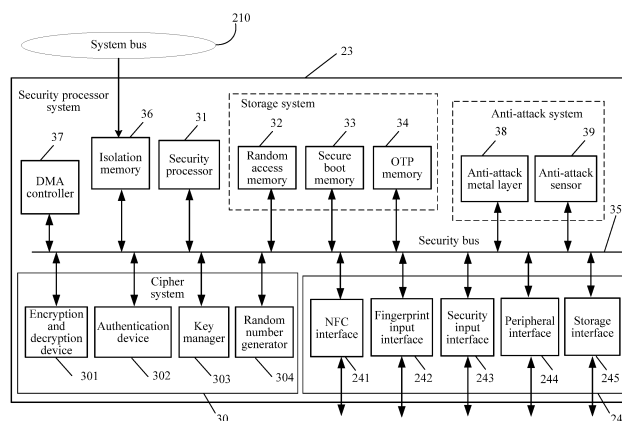 210
System bus
23
Security processor
system
36
31
Storage system
32
33
34
Anti-attack system
38
39
37
DMA
controller
Isolation
memory
Security
processor
Random
access
memory
Secure
boot
memory
OTP
memory
Anti-attack
metal layer
Anti-attack
sensor
35
Security bus
Cipher
system
Encryption and
decryption
device
Authentication
device
Key
manager
Random
number
generator
NFC
interface
Fingerprint
input
interface
Security
input
interface
Peripheral
interface
Storage
interface
301
302
303
304
241
242
243
244
245
30
24